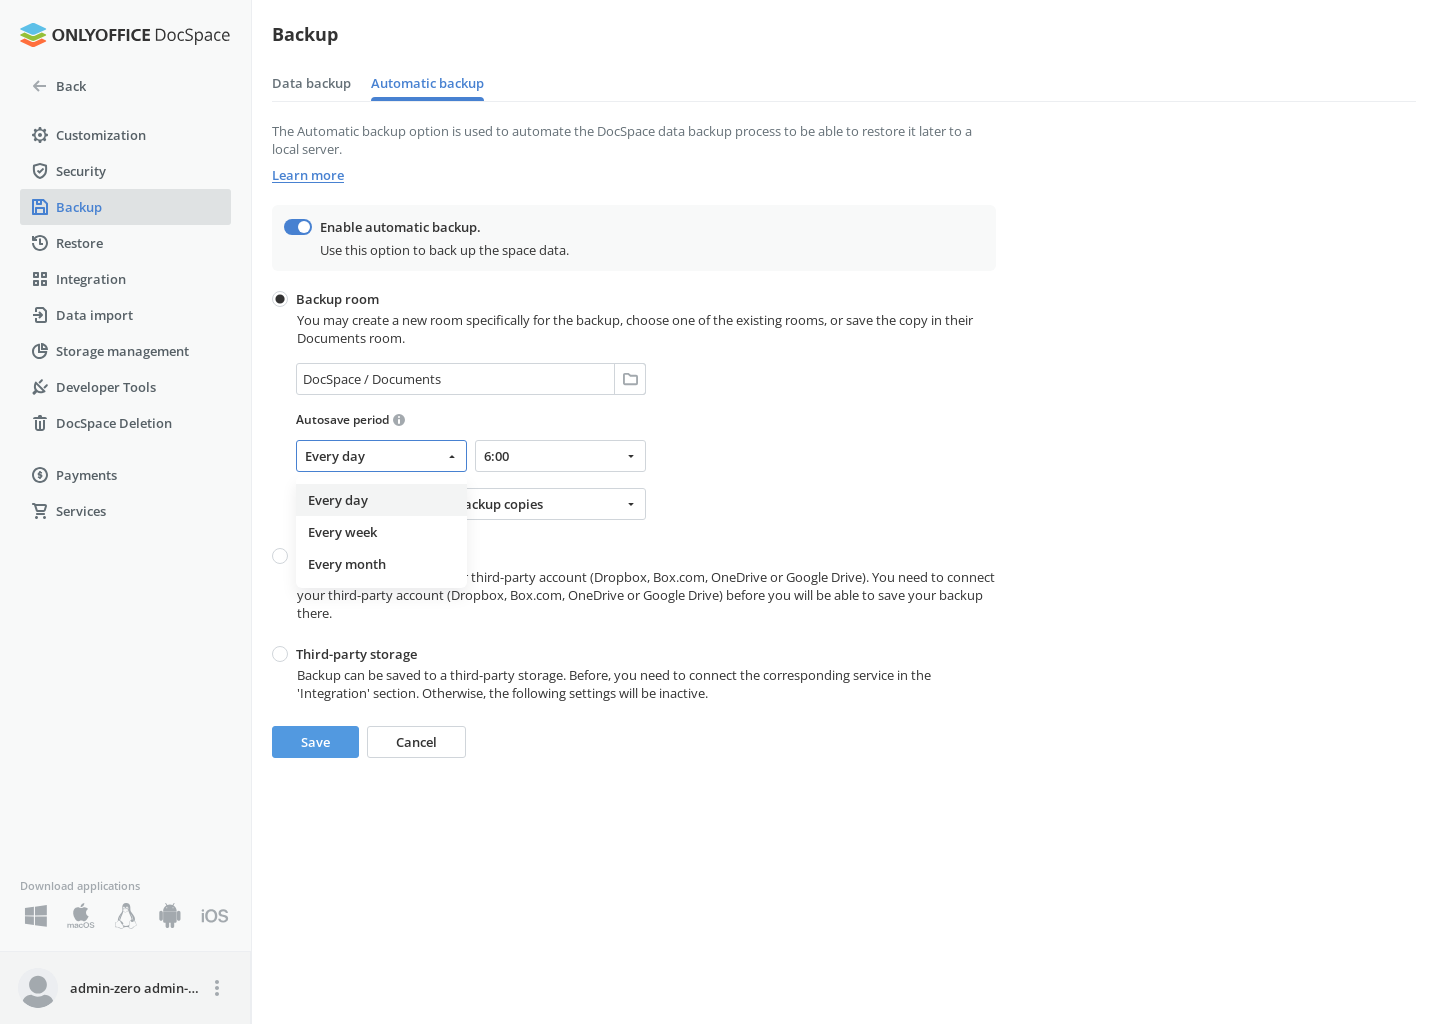 ONLYOFFICE DocSpace
Back
Customization
Security
Backup
Restore
Integration
Data import
Storage management
Developer Tools
DocSpace Deletion
Payments
Services
Download applications
macOS
iOS
admin-zero admin-...
Backup
Data backup
Automatic backup
The Automatic backup option is used to automate the DocSpace data backup process to be able to restore it later to a
local server.
Learn more
Enable automatic backup.
Use this option to back up the space data.
Backup room
You may create a new room specifically for the backup, choose one of the existing rooms, or save the copy in their
Documents room.
DocSpace / Documents
Autosave period
Every day
6:00
Every day
Every week
Every month
copies
third-party account (Dropbox, Box.com, OneDrive or Google Drive). You need to connect
your third-party account (Dropbox, Box.com, OneDrive or Google Drive) before you will be able to save your backup
there.
Third-party storage
Backup can be saved to a third-party storage. Before, you need to connect the corresponding service in the
'Integration' section. Otherwise, the following settings will be inactive.
Save
Cancel